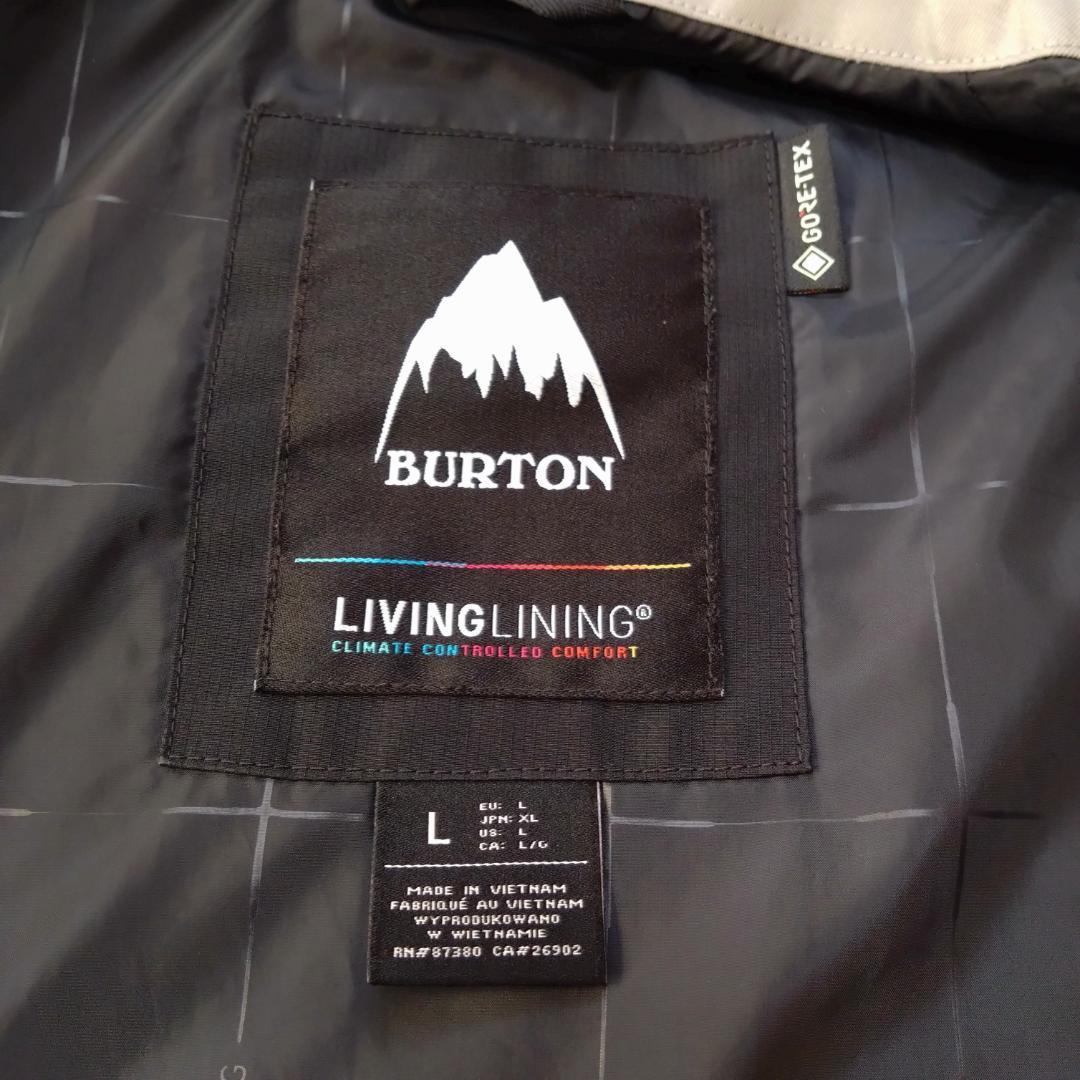 GORE-TEX
BURTON
LIVINGLINING®
CLIMATE CONTROLLED COMFORT
L
EU: L
JPN: XL
US: L
CA: L/G
MADE IN VIETNAM
FABRIQUÉ AU VIETNAM
WYPRODUKOWANO
W WIETNAMIE
RN#87380 CA#26902
G